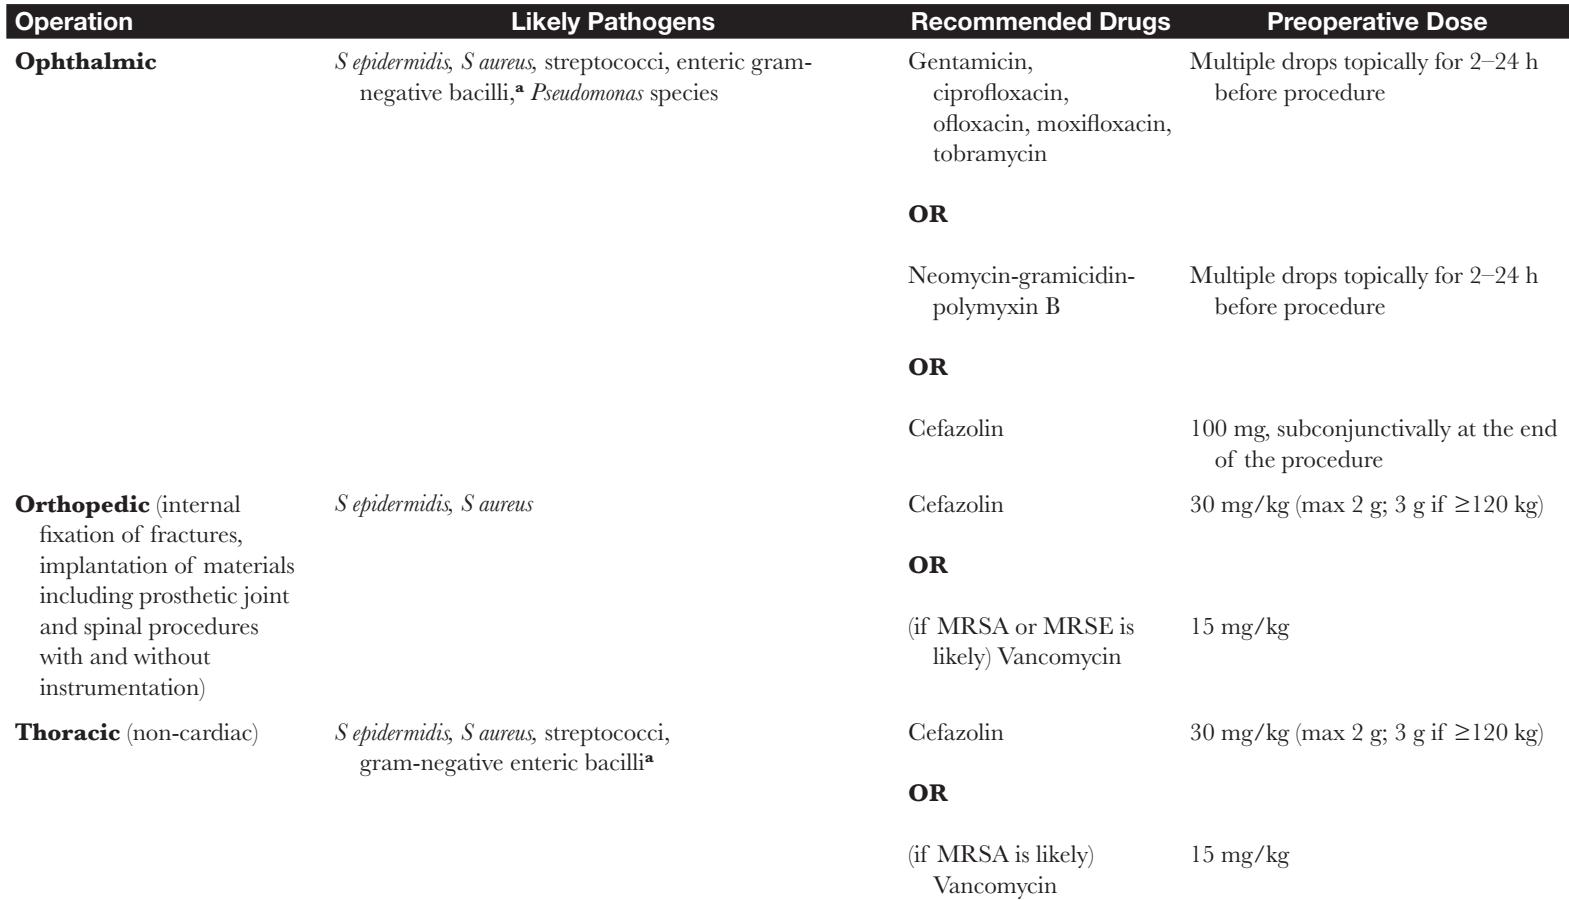 Operation Likely Pathogens Recommended Drugs Preoperative Dose
Ophthalmic S epidermidis, S aureus, streptococci, enteric gram- Gentamicin, Multiple drops topically for 2–24 h
negative bacilli,a Pseudomonas species ciprofloxacin, before procedure
ofloxacin, moxifloxacin,
tobramycin
OR
Neomycin-gramicidin- Multiple drops topically for 2–24 h
polymyxin B before procedure
OR
Cefazolin 100 mg, subconjunctivally at the end
of the procedure
Orthopedic (internal S epidermidis, S aureus Cefazolin 30 mg/kg (max 2 g; 3 g if ≥120 kg)
fixation of fractures,
implantation of materials OR
including prosthetic joint
and spinal procedures (if MRSA or MRSE is 15 mg/kg
with and without likely) Vancomycin
instrumentation)
Thoracic (non-cardiac) S epidermidis, S aureus, streptococci, Cefazolin 30 mg/kg (max 2 g; 3 g if ≥120 kg)
gram-negative enteric bacillia
OR
(if MRSA is likely) 15 mg/kg
Vancomycin